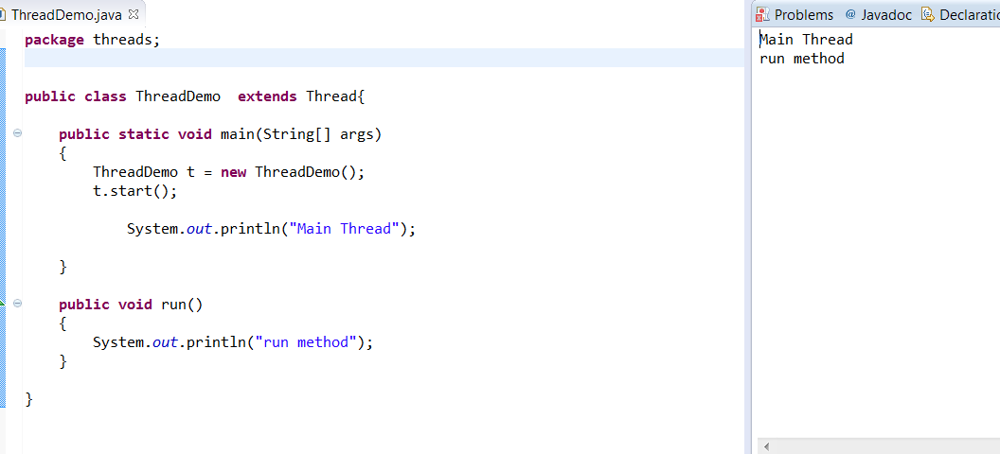 ThreadDemo.java
package threads;
public class ThreadDemo  extends Thread{
public static void main(String[] args)
{
ThreadDemo t = new ThreadDemo();
t.start();
System.out.println("Main Thread");
}
public void run()
{
System.out.println("run method");
}
}
Problems @ Javadoc Declaratio
Main Thread
run method